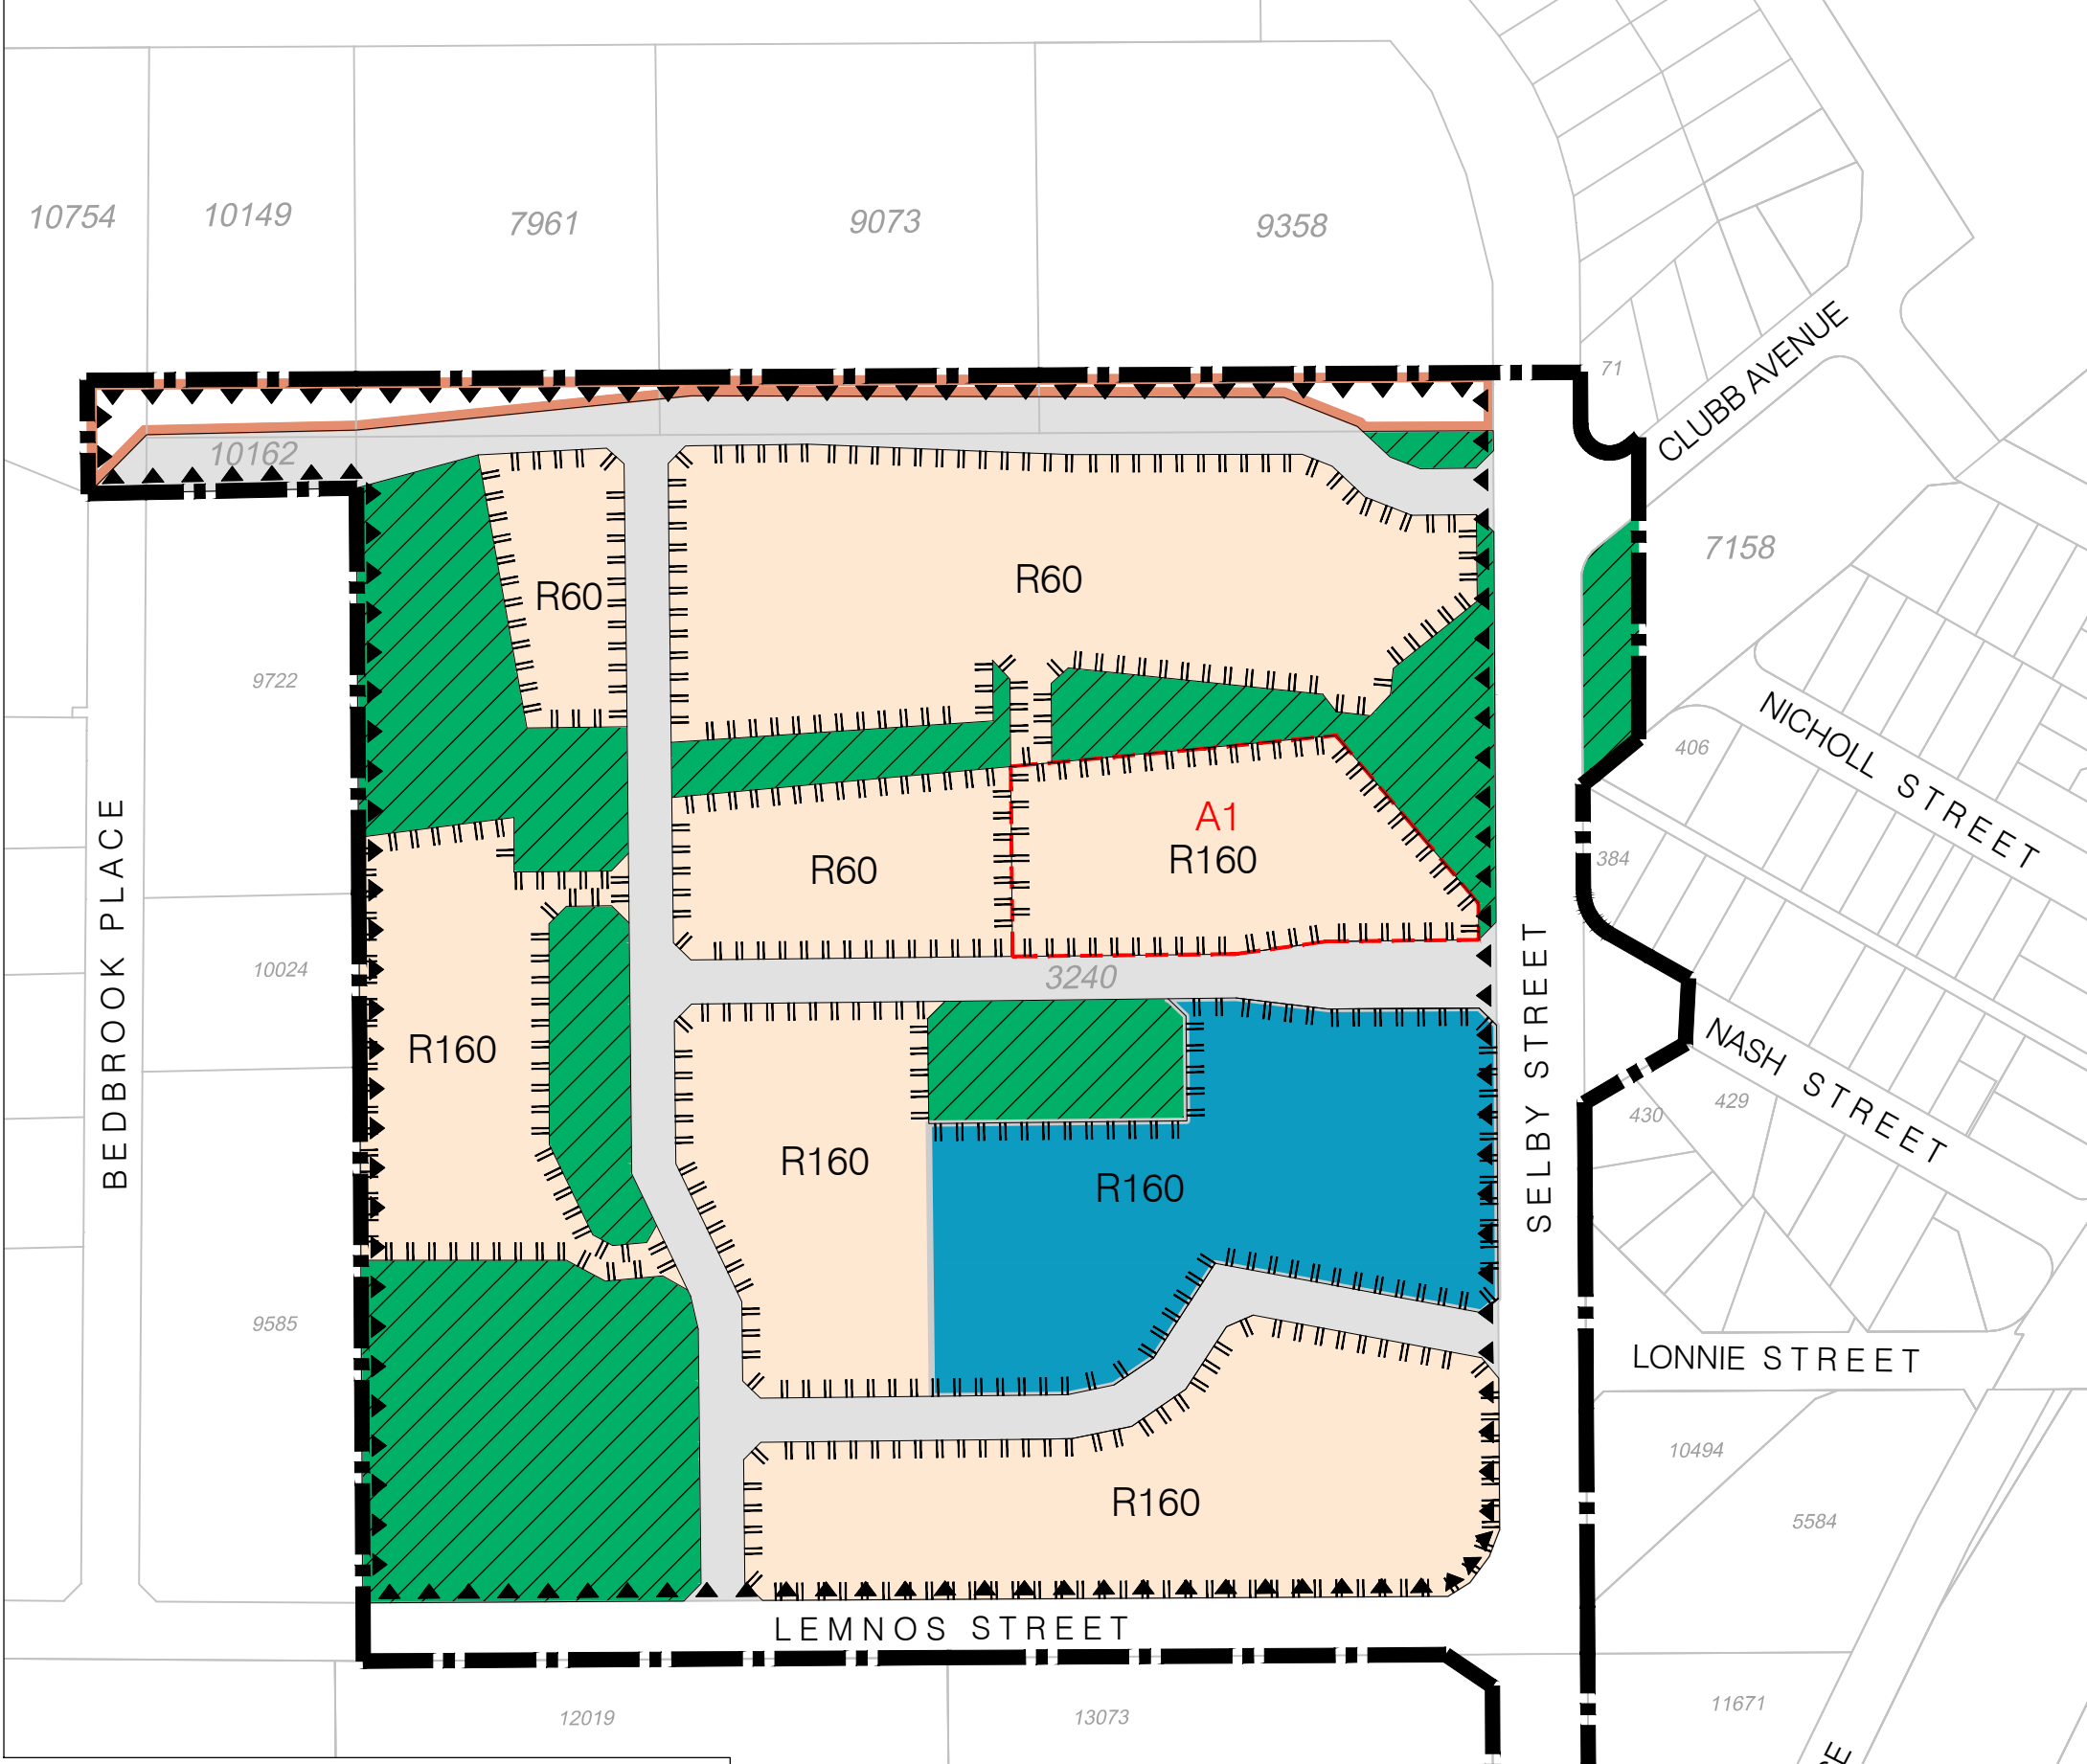 10754
10149
7961
9073
9358
71
CLUBB AVENUE
10162
7158
R60
R60
9722
406
NICHOLL STREET
A1
R160
R60
384
BEDBROOK PLACE
10024
3240
SELBY STREET
R160
NASH STREET
430
429
R160
R160
9585
LONNIE STREET
10494
R160
5584
LEMNOS STREET
12019
13073
11671